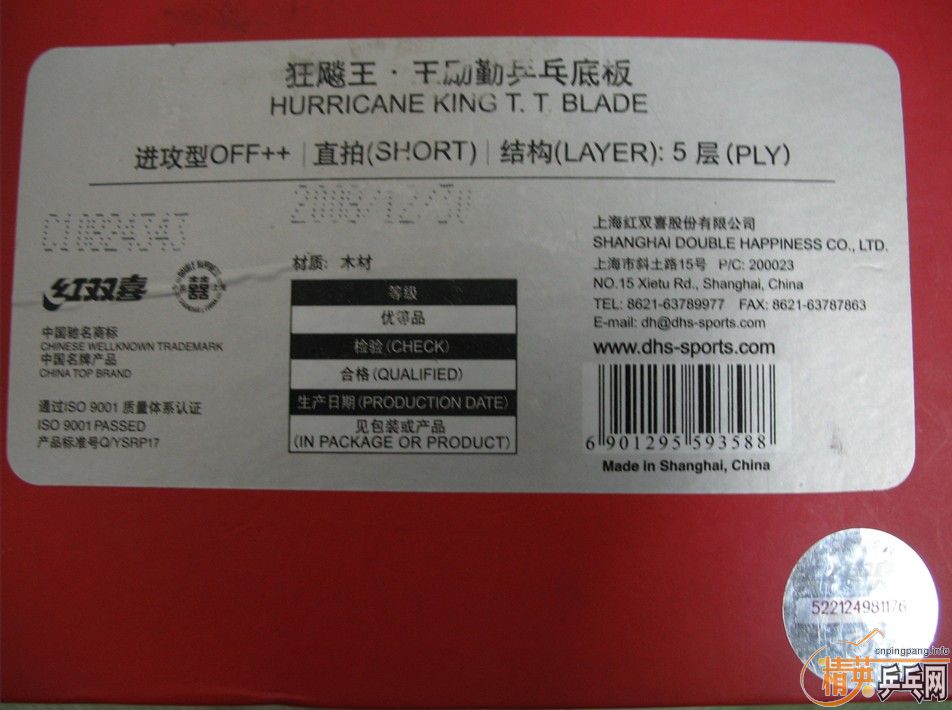 狂飚王·王励勤乒乓底板
HURRICANE KING T. T. BLADE
进攻型OFF++ | 直拍(SHORT) | 结构(LAYER): 5 层 (PLY)
C10824343
2008/12/30
红双喜
中国驰名商标
CHINESE WELLKNOWN TRADEMARK
中国名牌产品
CHINA TOP BRAND
通过ISO 9001 质量体系认证
ISO 9001 PASSED
产品标准号Q/YSRP17
材质：木材
等级
优等品
检验(CHECK)
合格(QUALIFIED)
生产日期(PRODUCTION DATE)
见包装或产品
(IN PACKAGE OR PRODUCT)
上海红双喜股份有限公司
SHANGHAI DOUBLE HAPPINESS CO., LTD.
上海市斜土路15号 P/C: 200023
NO.15 Xietu Rd., Shanghai, China
TEL: 8621-63789977 FAX: 8621-63787863
E-mail: dh@dhs-sports.com
www.dhs-sports.com
6 901295 593588
Made in Shanghai, China
522124981176
cnpingpang.info
精英乒乓网